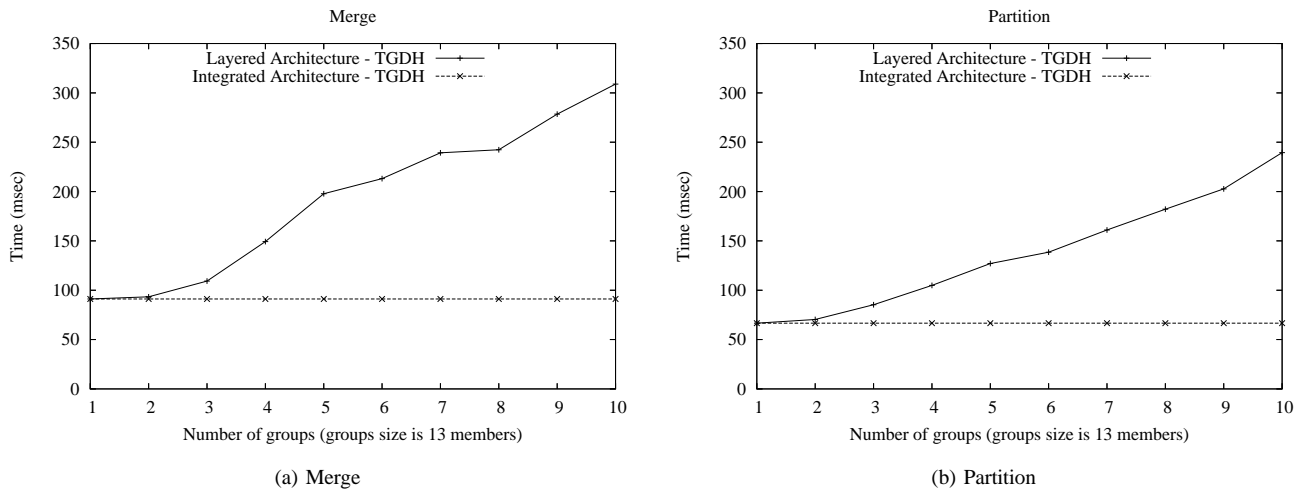 Merge
350
300
250
200
150
100
50
0
Time (msec)
Layered Architecture - TGDH
Integrated Architecture - TGDH
1 2 3 4 5 6 7 8 9 10
Number of groups (groups size is 13 members)
(a) Merge
Partition
350
300
250
200
150
100
50
0
Time (msec)
Layered Architecture - TGDH
Integrated Architecture - TGDH
1 2 3 4 5 6 7 8 9 10
Number of groups (groups size is 13 members)
(b) Partition